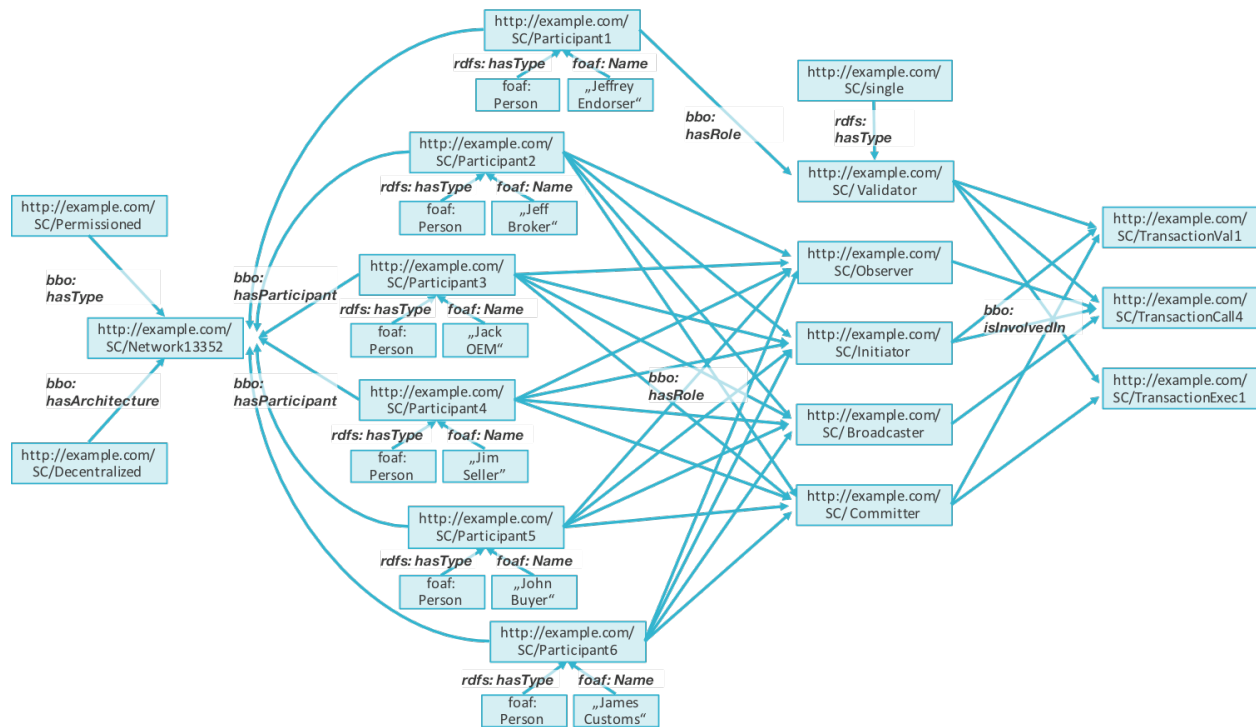 http://example.com/
SC/Participant1
rdfs: hasType
foaf: Name
foaf:
Person
„Jeffrey
Endorser“
http://example.com/
SC/single
bbo:
hasRole
rdfs:
hasType
http://example.com/
SC/Participant2
rdfs: hasType
foaf: Name
foaf:
Person
„Jeff
Broker“
http://example.com/
SC/ Validator
http://example.com/
SC/Permissioned
http://example.com/
SC/TransactionVal1
bbo:
hasType
bbo:
hasParticipant
http://example.com/
SC/Participant3
rdfs: hasType
foaf: Name
foaf:
Person
„Jack
OEM“
http://example.com/
SC/Observer
bbo:
isInvolvedIn
http://example.com/
SC/TransactionCall4
http://example.com/
SC/Network13352
http://example.com/
SC/Initiator
bbo:
hasArchitecture
bbo:
hasParticipant
http://example.com/
SC/Participant4
rdfs: hasType
foaf: Name
foaf:
Person
„Jim
Seller”
bbo:
hasRole
http://example.com/
SC/TransactionExec1
http://example.com/
SC/ Broadcaster
http://example.com/
SC/Decentralized
http://example.com/
SC/ Committer
http://example.com/
SC/Participant5
rdfs: hasType
foaf: Name
foaf:
Person
„John
Buyer“
http://example.com/
SC/Participant6
rdfs: hasType
foaf: Name
foaf:
Person
„James
Customs“